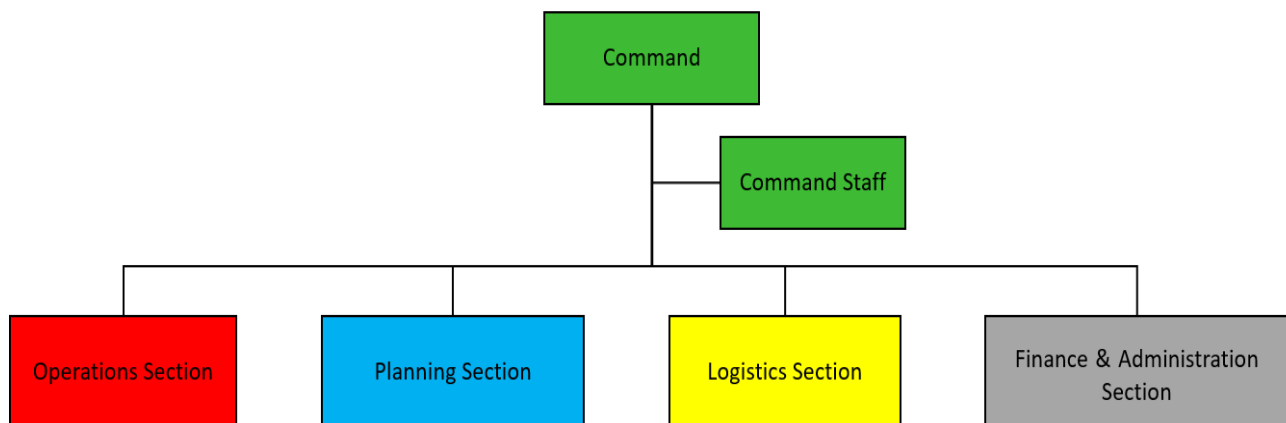 Command
Command Staff
Operations Section
Planning Section
Logistics Section
Finance & Administration
Section